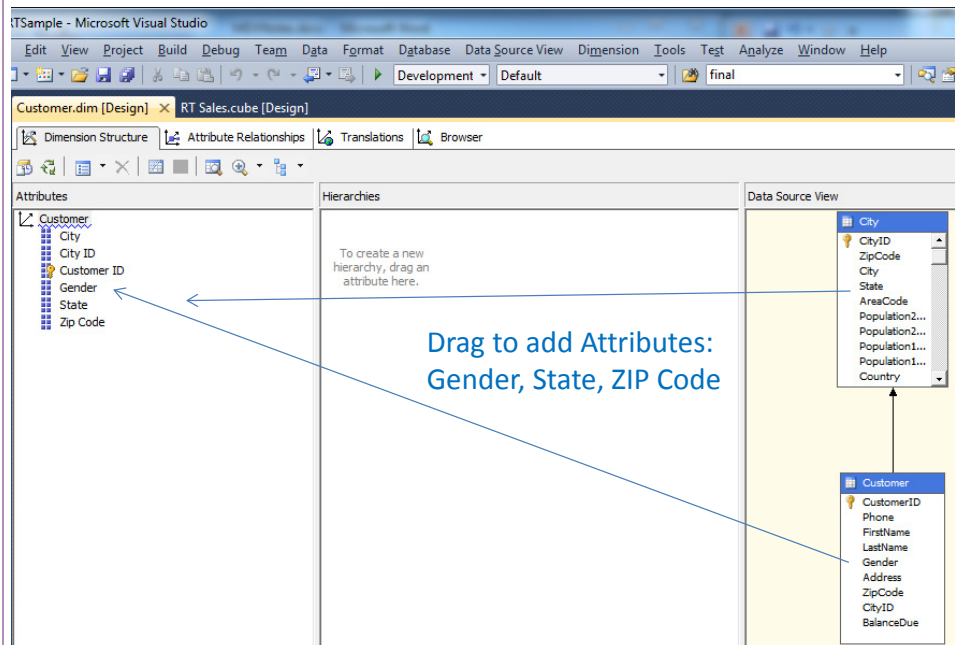 RTSample - Microsoft Visual Studio
Edit View Project Build Debug Team Data Format Database Data Source View Dimension Tools Test Analyze Window Help
Development Default final
Customer.dim [Design] RT Sales.cube [Design]
Dimension Structure Attribute Relationships Translations Browser
Attributes Hierarchies Data Source View
Customer
City
City ID
Customer ID
Gender
State
Zip Code
To create a new
hierarchy, drag an
attribute here.
Drag to add Attributes:
Gender, State, ZIP Code
City
CityID
ZipCode
City
State
AreaCode
Population2...
Population2...
Population1...
Population1...
Country
Customer
CustomerID
Phone
FirstName
LastName
Gender
Address
ZipCode
CityID
BalanceDue